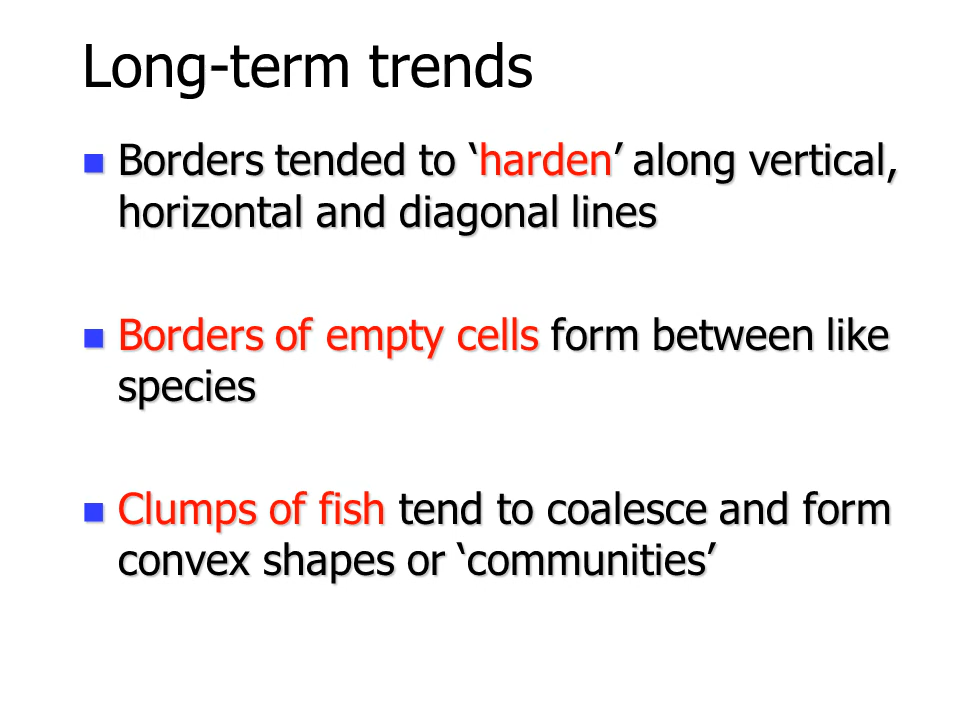 Long-term trends
Borders tended to ‘harden’ along vertical,
horizontal and diagonal lines
Borders of empty cells form between like
species
Clumps of fish tend to coalesce and form
convex shapes or ‘communities’